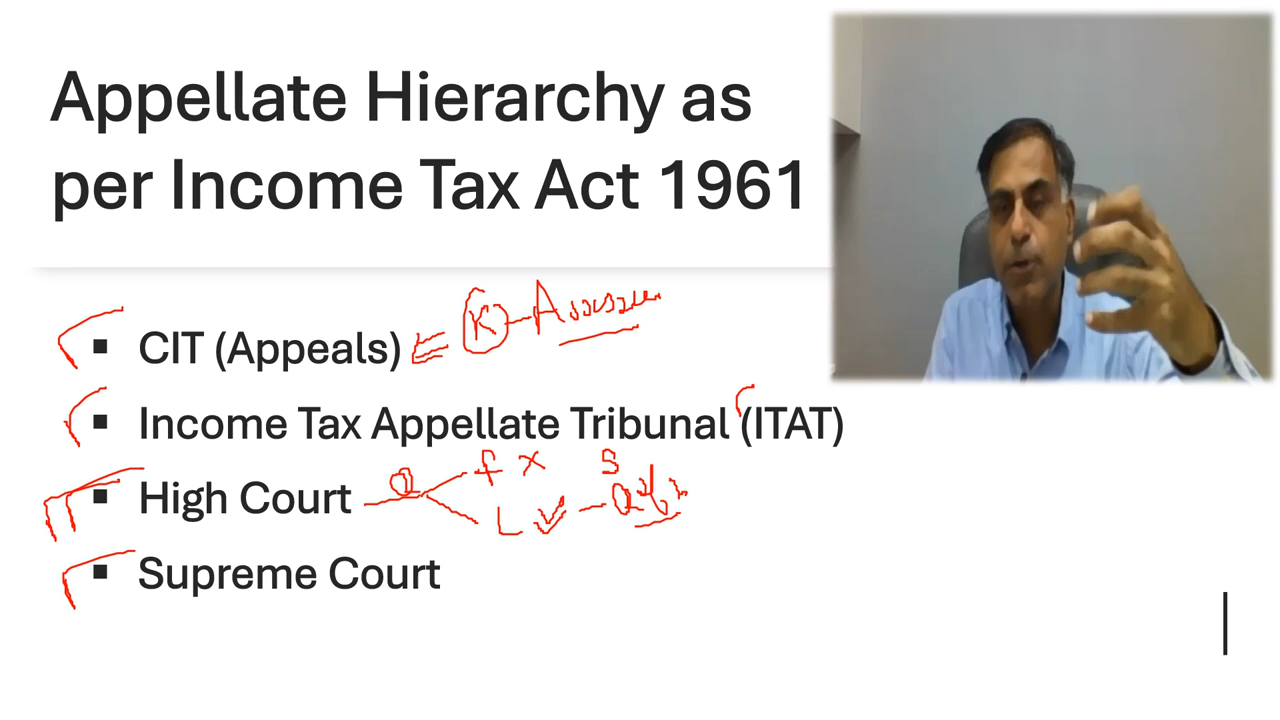 Appellate Hierarchy as
per Income Tax Act 1961
▪ CIT (Appeals)
▪ Income Tax Appellate Tribunal (ITAT)
f x S
▪ High Court Q
L
▪ Supreme Court